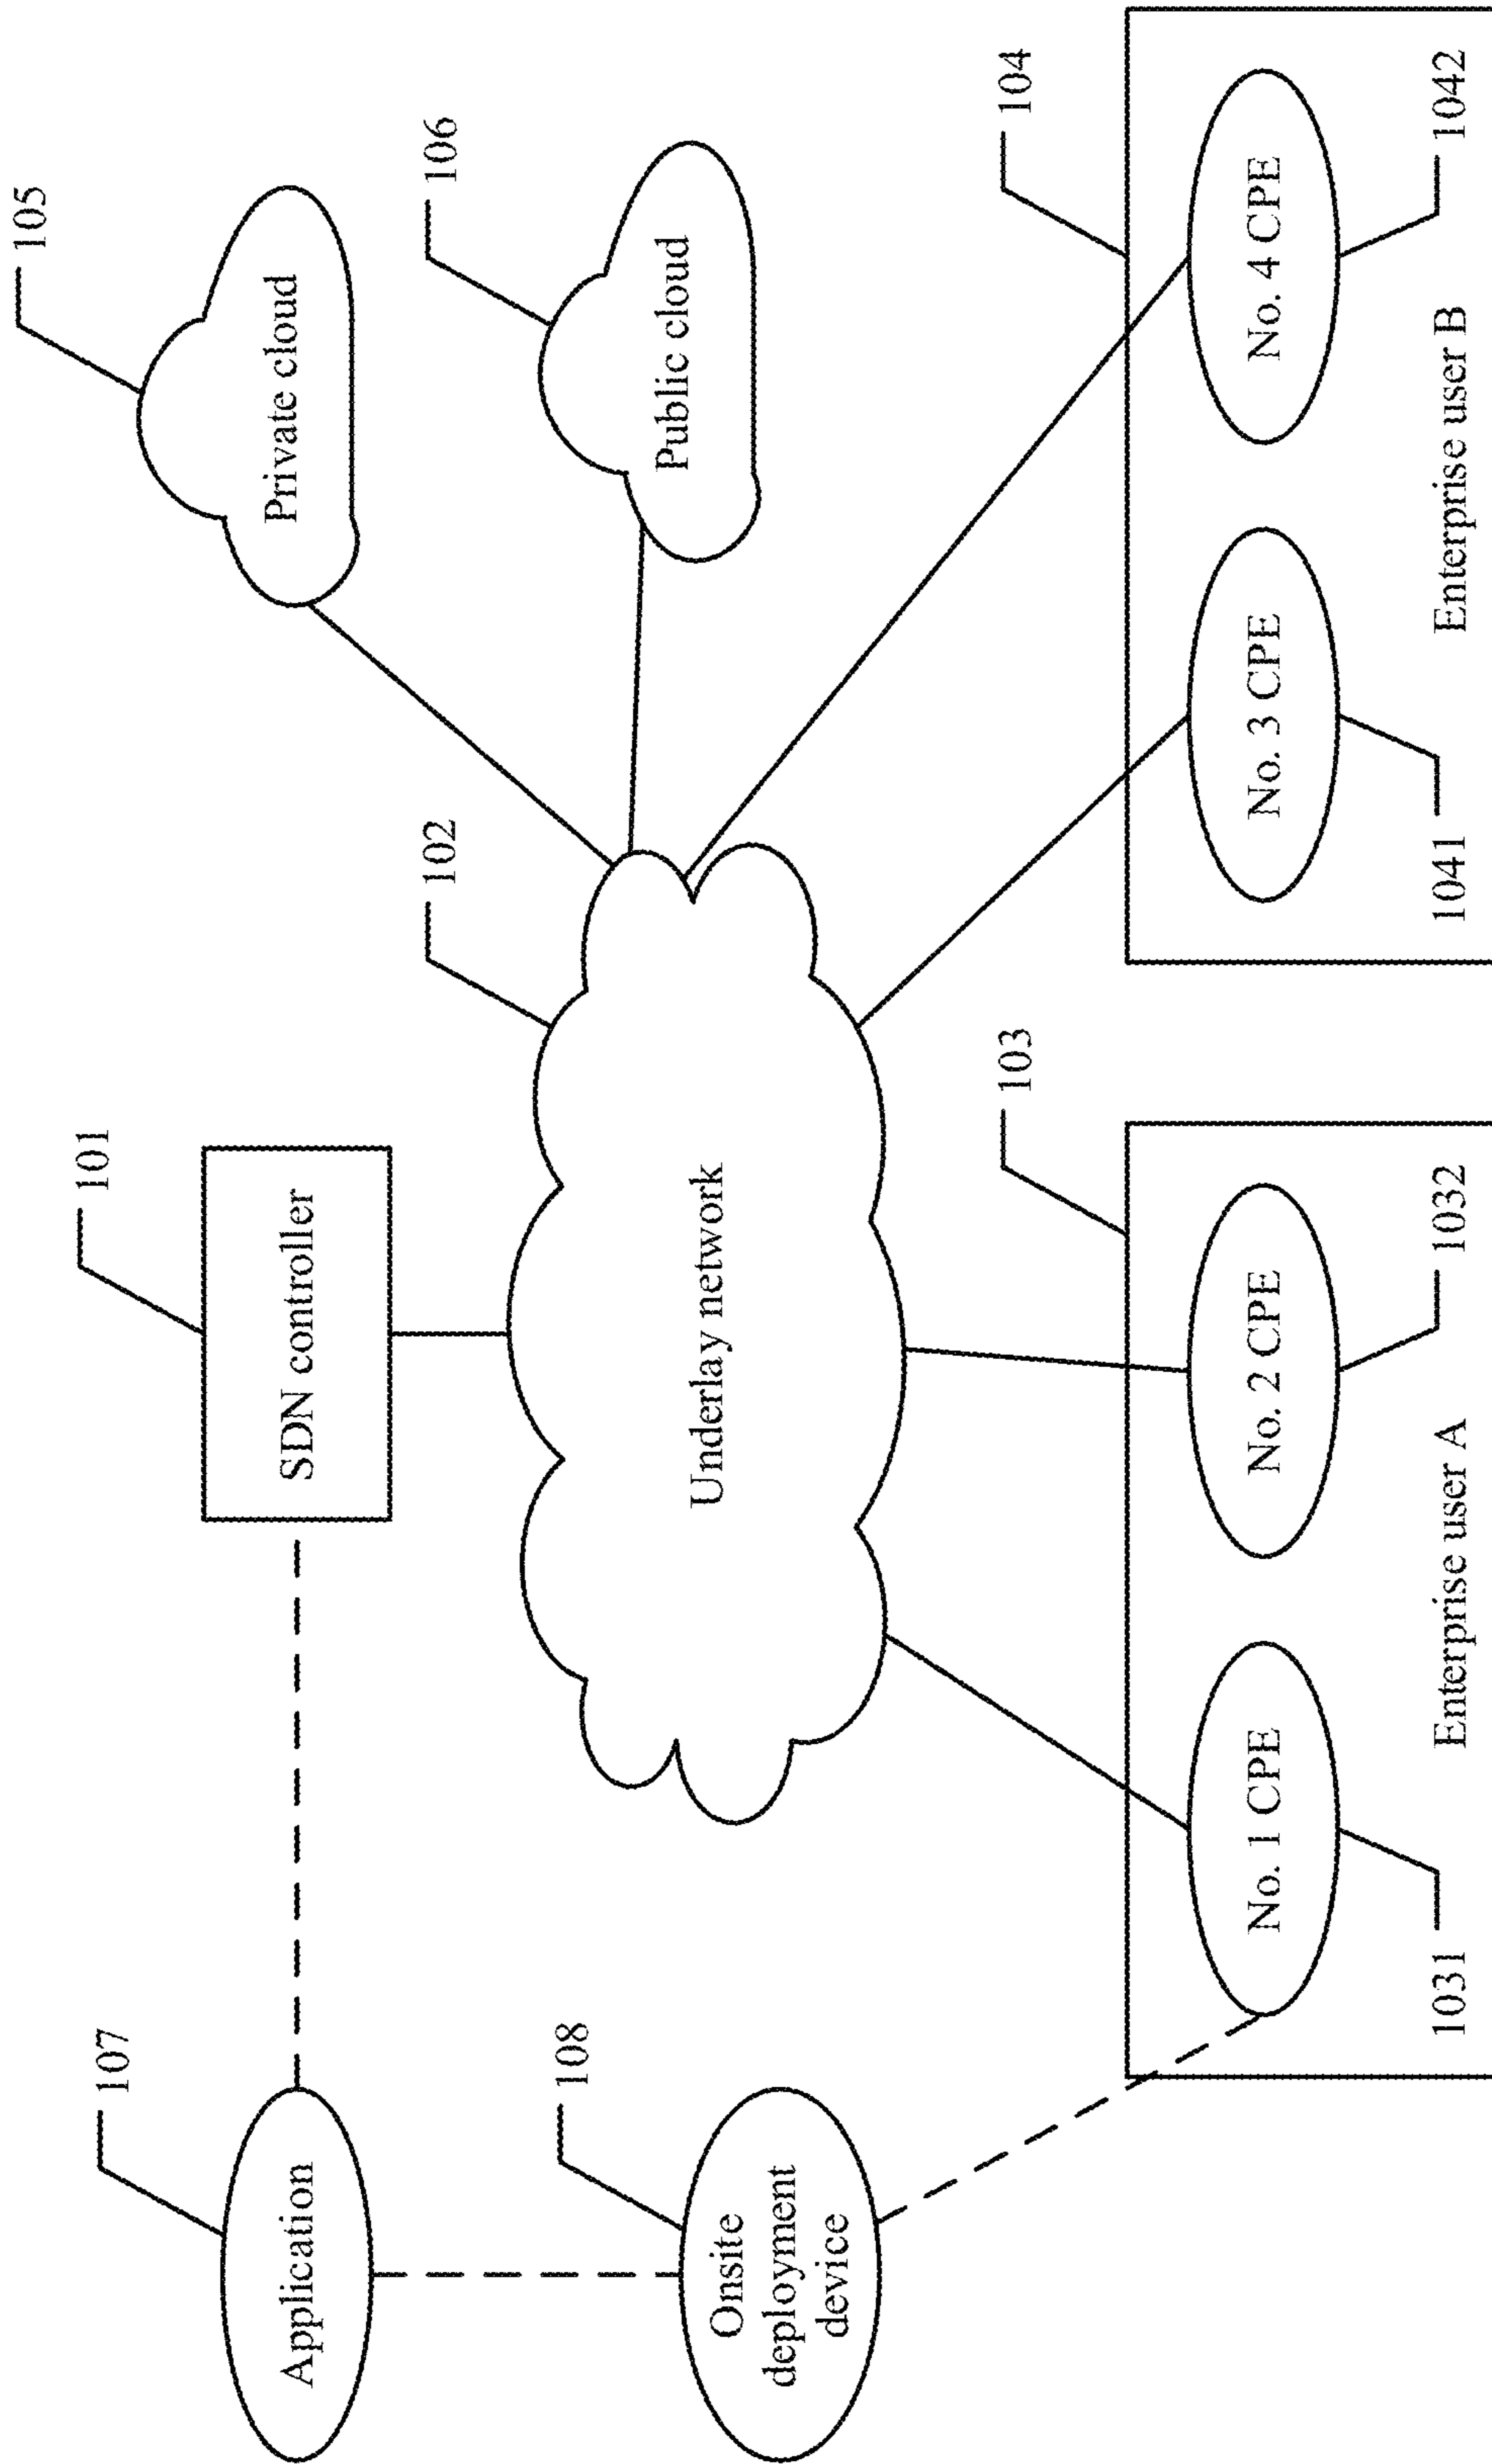 107
Application
101
SDN controller
105
Private cloud
108
Onsite
deployment
device
102
Underlay network
106
Public cloud
103
No. 1 CPE
No. 2 CPE
Enterprise user A
1031
1032
104
No. 3 CPE
No. 4 CPE
Enterprise user B
1041
1042